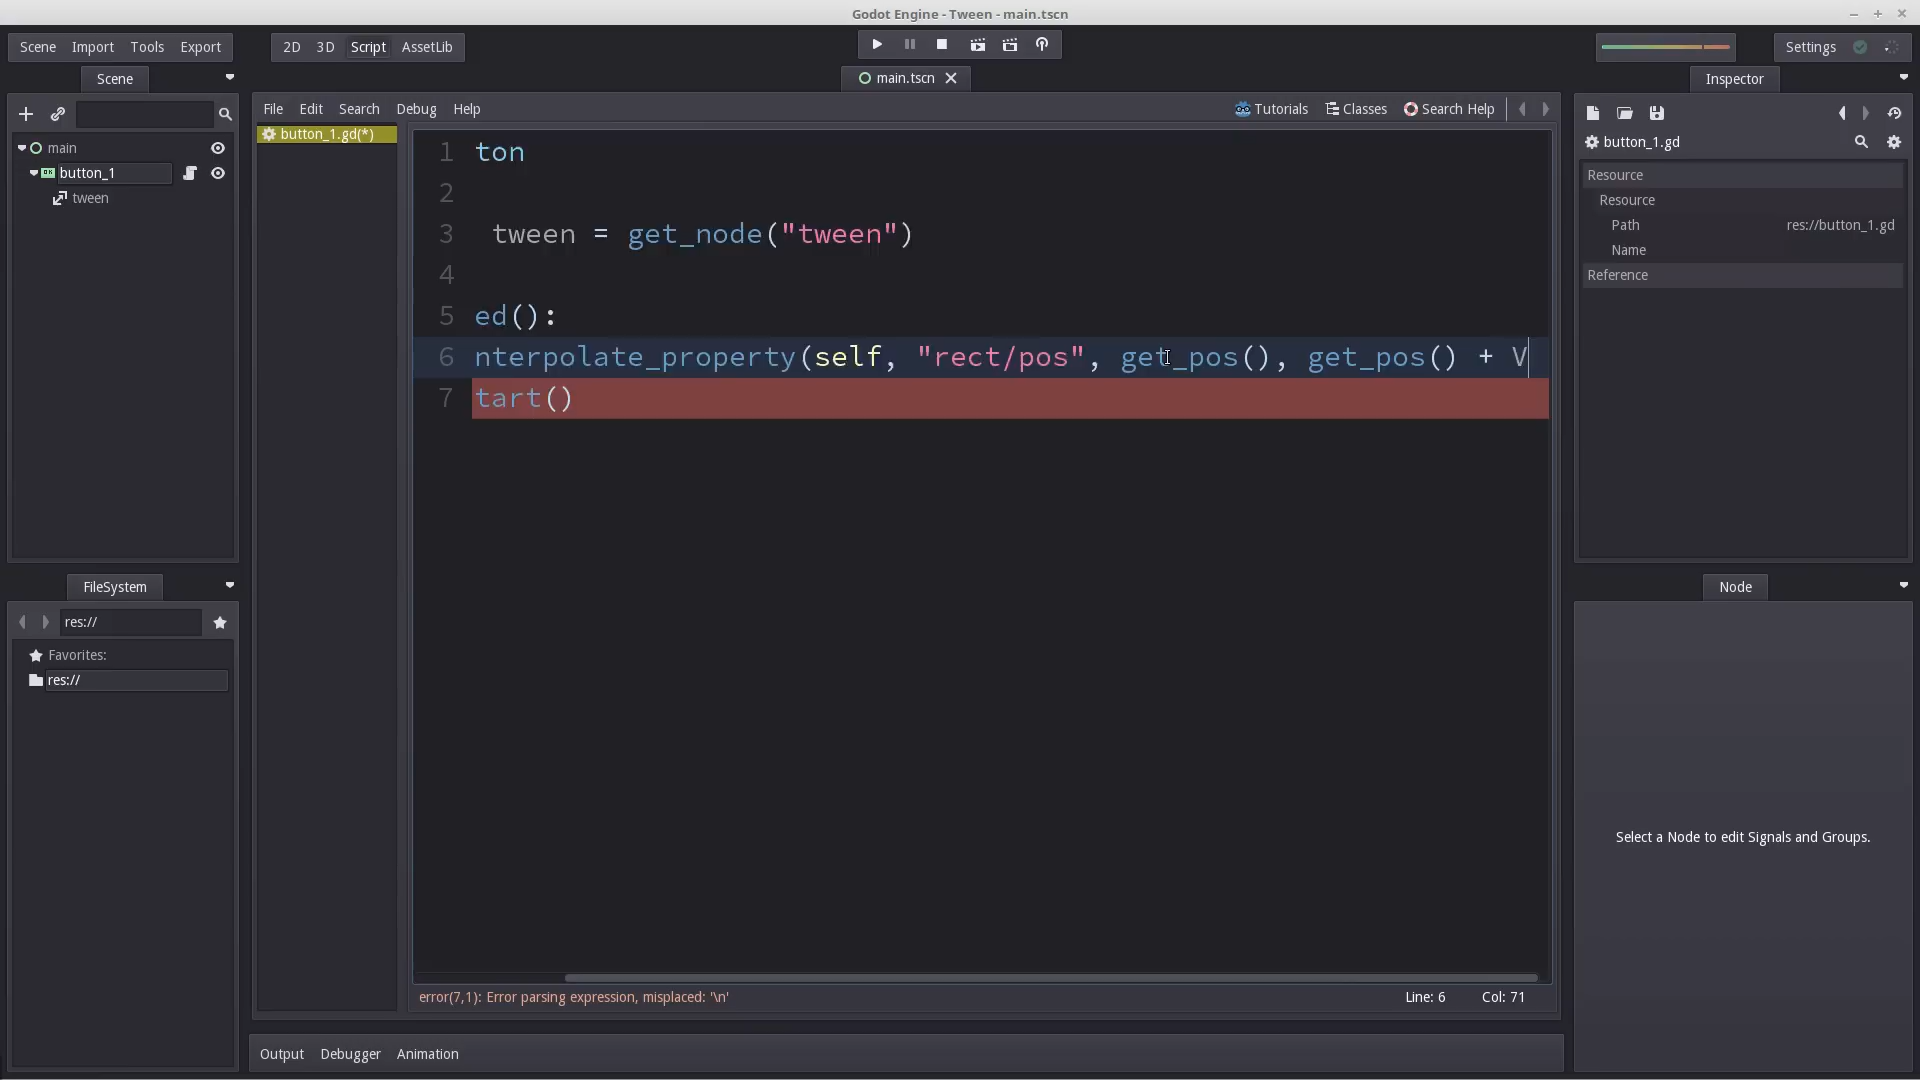 Godot Engine - Tween - main.tscn
Scene Import Tools Export 2D 3D Script AssetLib Settings
Scene main.tscn Inspector
File Edit Search Debug Help Tutorials Classes Search Help
button_1.gd(*)
main
button_1
tween
1 ton
2
3 tween = get_node("tween")
4
5 ed():
6 nterpolate_property(self, "rect/pos", get_pos(), get_pos() + V
7 tart()
error(7,1): Error parsing expression, misplaced: '\n' Line: 6 Col: 71
Output Debugger Animation
FileSystem
res://
Favorites:
res://
button_1.gd
Resource
Resource
Path res://button_1.gd
Name
Reference
Node
Select a Node to edit Signals and Groups.